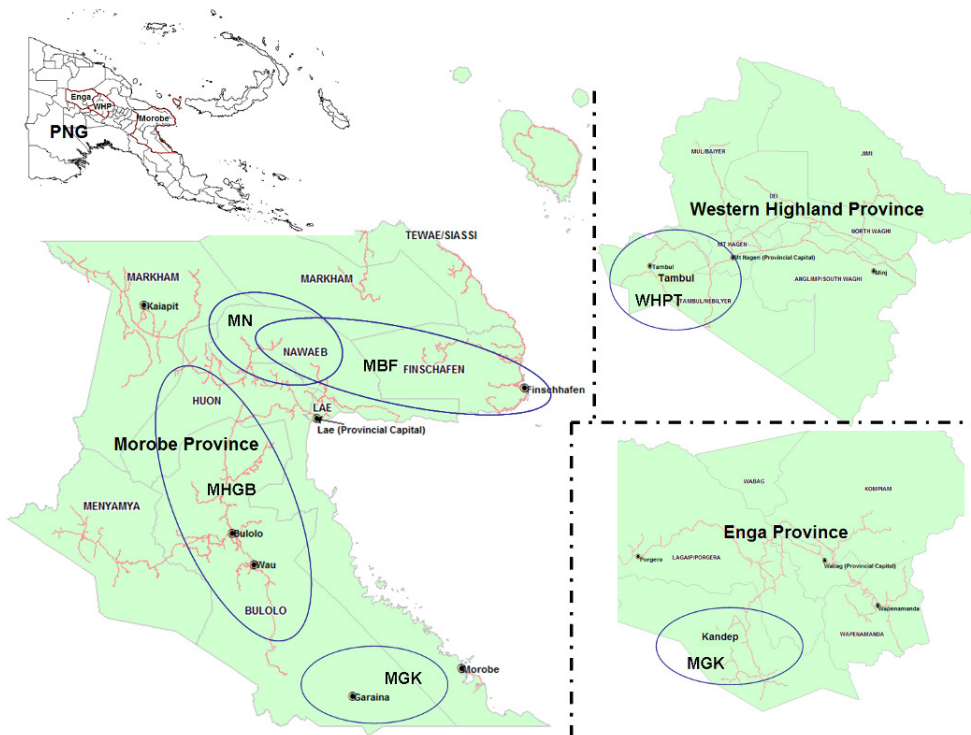 Enga
WHP
Morobe
PNG
TEWAE/SIASSI
MARKHAM
MARKHAM
Kaiapit
MN
NAWAEB
MBF
FINSCHAFEN
Finschhafen
HUON
LAE
Lae (Provincial Capital)
Morobe Province
MHGB
MENYAMYA
Bulolo
Wau
BULOLO
MGK
Morobe
Garaina
MUL/BAIYER
JIMI
DEI
Western Highland Province
NORTH WAGHI
MT HAGEN
Mt Hagen (Provincial Capital)
Tambul
Tambul
ANGLIMP/SOUTH WAGHI
Minj
WHPT
TAMBUL/NEBILYER
WABAG
KOMPIAM
Enga Province
Porgera
LAGAIP/PORGERA
Wabag (Provincial Capital)
Wapenamanda
Kandep
WAPENAMANDA
MGK